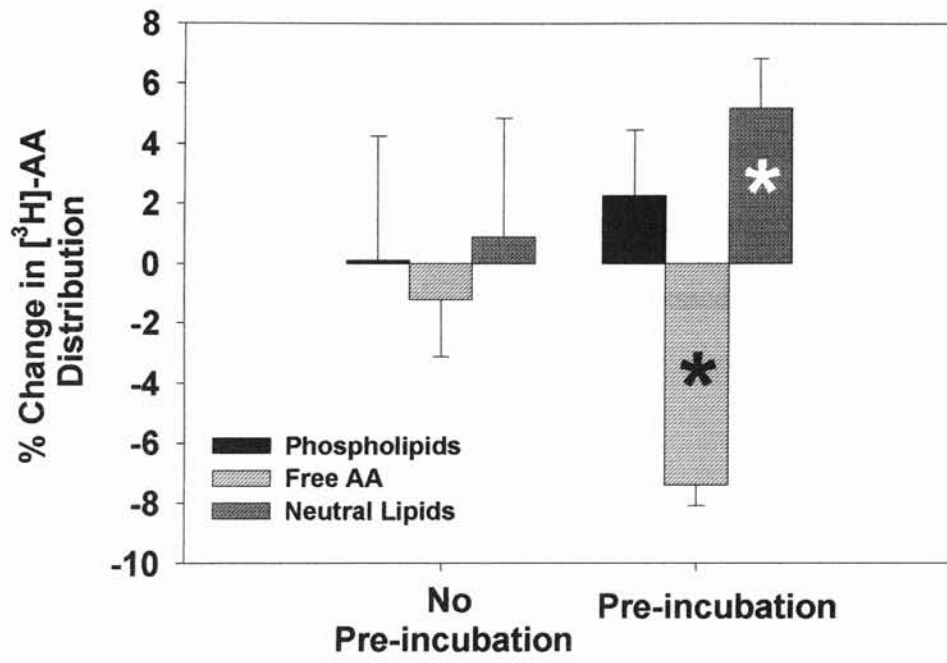 % Change in [³H]-AA
Distribution
8
6
4
2
0
-2
-4
-6
-8
-10
*
*
Phospholipids
Free AA
Neutral Lipids
No
Pre-incubation
Pre-incubation